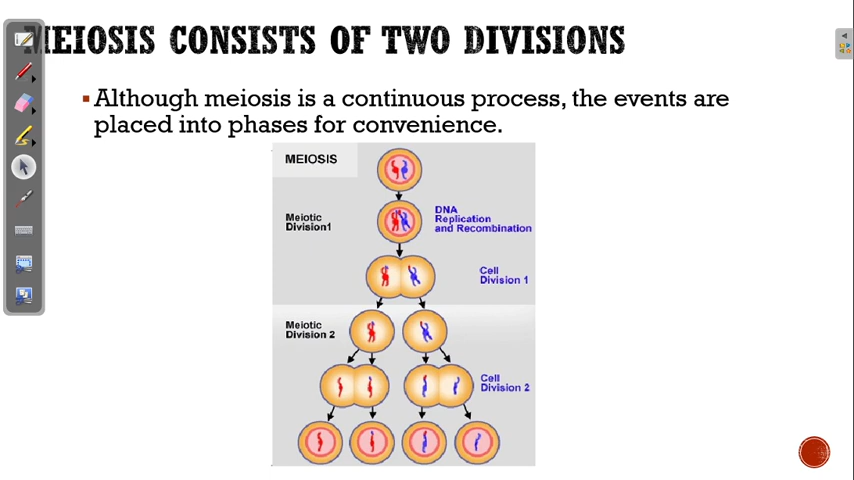 MEIOSIS CONSISTS OF TWO DIVISIONS
Although meiosis is a continuous process, the events are
placed into phases for convenience.
MEIOSIS
DNA
Replication
and Recombination
Meiotic
Division1
Cell
Division 1
Meiotic
Division 2
Cell
Division 2